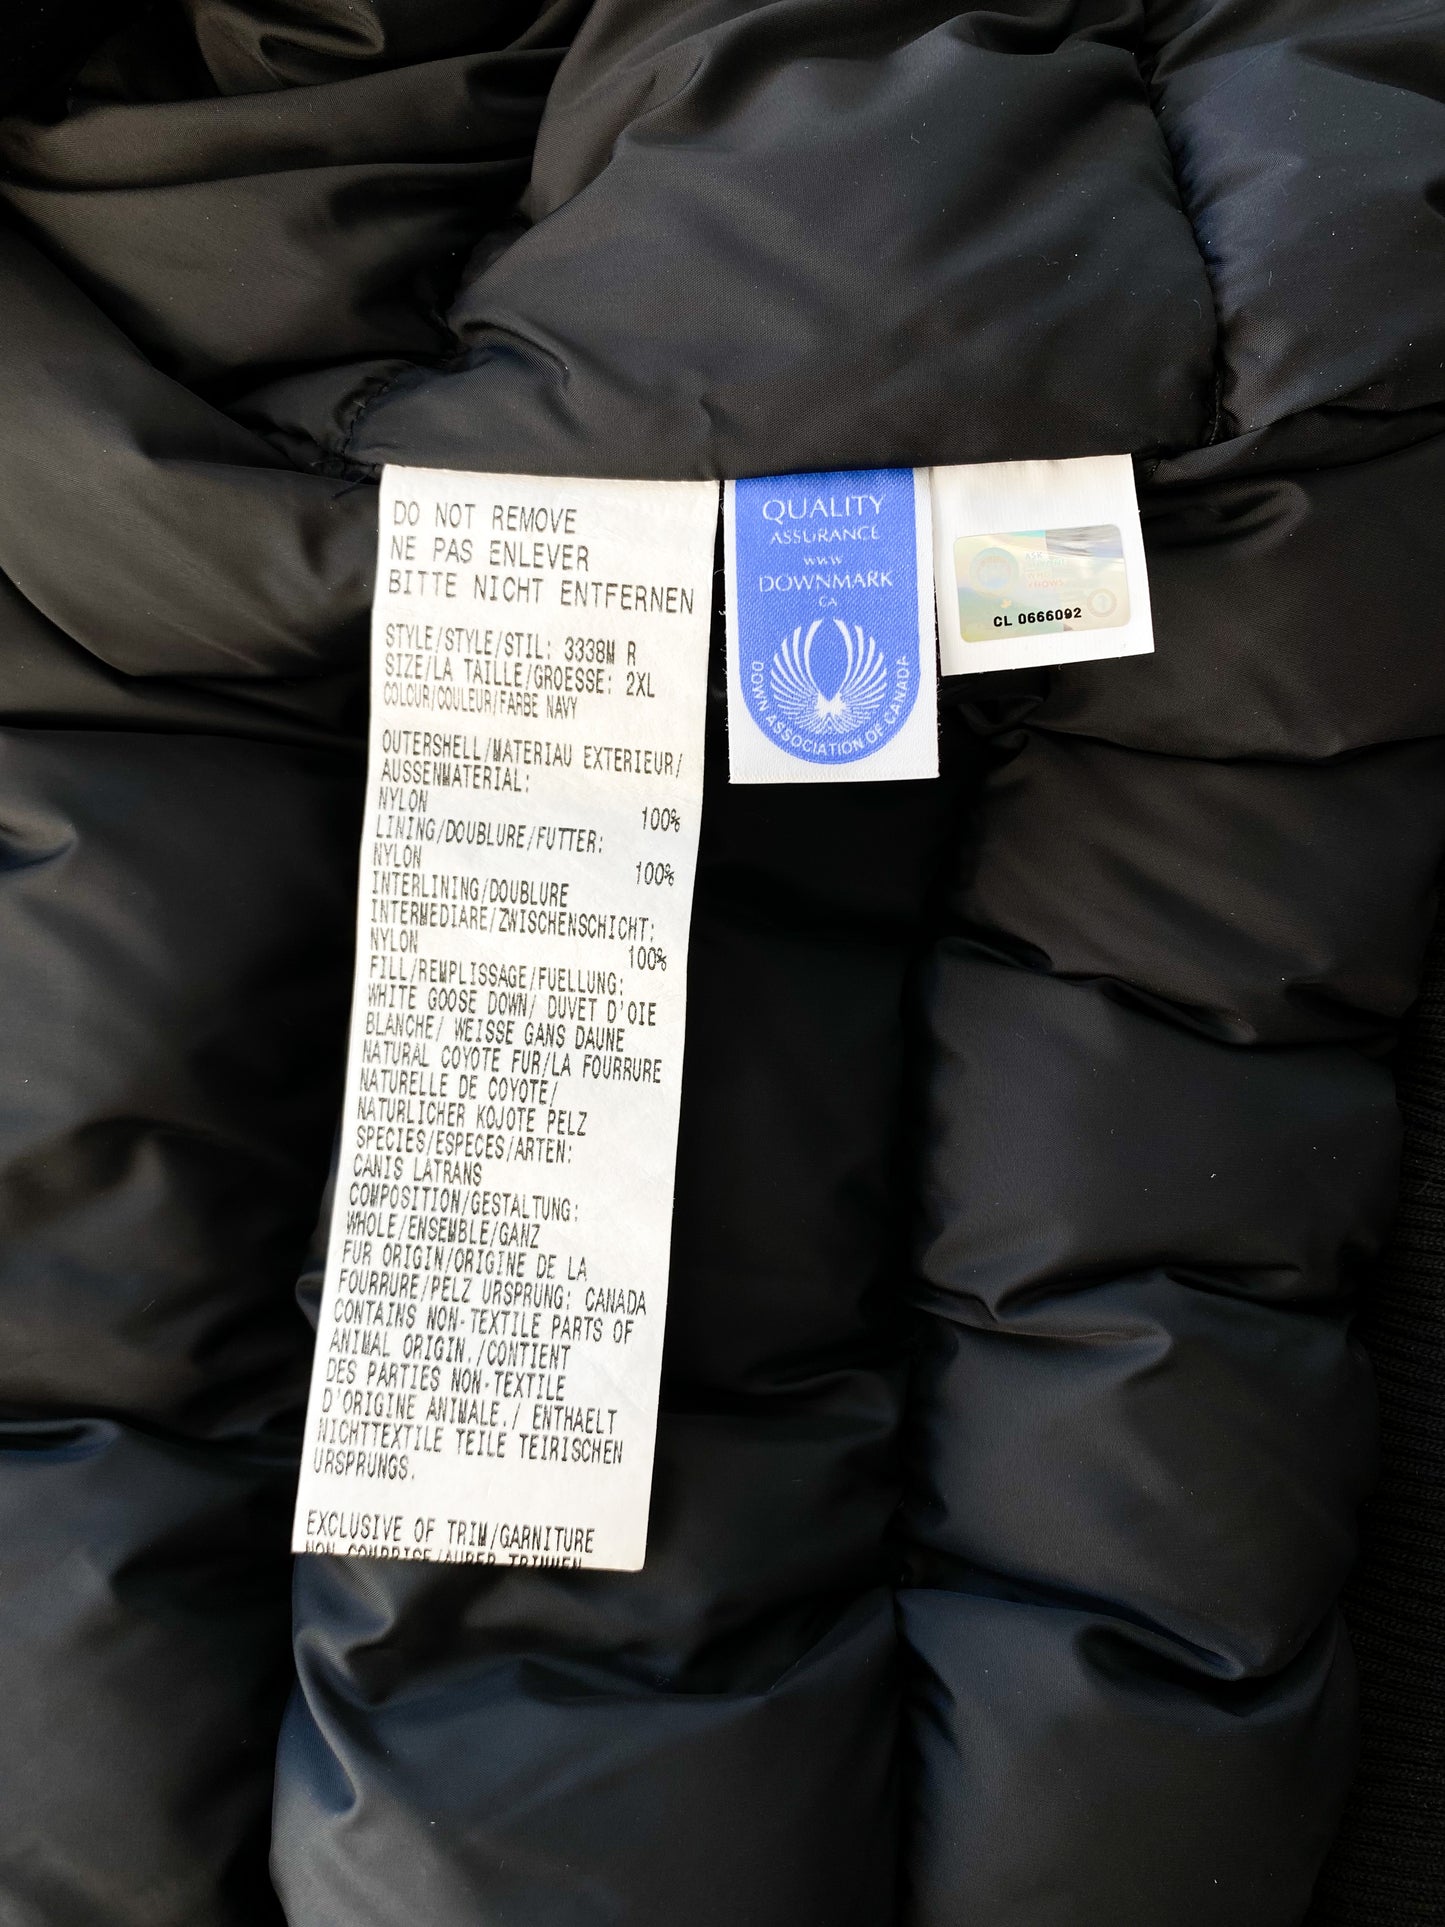 DO NOT REMOVE
NE PAS ENLEVER
BITTE NICHT ENTFERNEN
STYLE/STYLE/STIL: 3338M R
SIZE/LA TAILLE/GROESSE: 2XL
COLOUR/COULEUR/FARBE NAVY
OUTERSHELL/MATERIAU EXTERIEUR/
AUSSENMATERIAL:
NYLON 100%
LINING/DOUBLURE/FUTTER:
NYLON 100%
INTERLINING/DOUBLURE
INTERMEDIARE/ZWISCHENSCHICHT:
NYLON 100%
FILL/REMPLISSAGE/FUELLUNG:
WHITE GOOSE DOWN/ DUVET D'OIE
BLANCHE/ WEISSE GANS DAUNE
NATURAL COYOTE FUR/LA FOURRURE
NATURELLE DE COYOTE/
NATURLICHER KOJOTE PELZ
SPECIES/ESPECES/ARTEN:
CANIS LATRANS
COMPOSITION/GESTALTUNG:
WHOLE/ENSEMBLE/GANZ
FUR ORIGIN/ORIGINE DE LA
FOURRURE/PELZ URSPRUNG: CANADA
CONTAINS NON-TEXTILE PARTS OF
ANIMAL ORIGIN./CONTIENT
DES PARTIES NON-TEXTILE
D'ORIGINE ANIMALE./ ENTHAELT
NICHTTEXTILE TEILE TEIRISCHEN
URSPRUNGS.
EXCLUSIVE OF TRIM/GARNITURE
QUALITY
ASSURANCE
www
DOWNMARK
CA
DOWN ASSOCIATION OF CANADA
ASK
KNOWS
CL 0666092